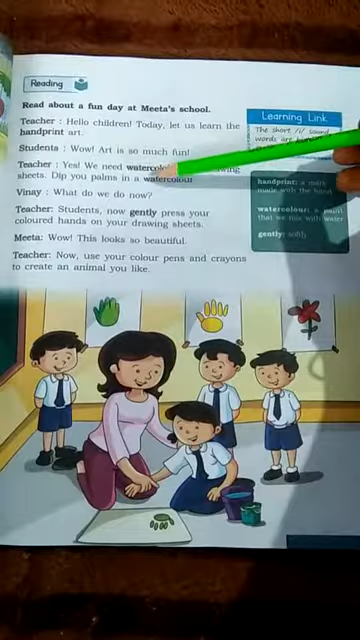 Reading
Read about a fun day at Meeta's school.
Teacher : Hello children! Today, let us learn the
handprint art.
Students : Wow! Art is so much fun!
Teacher : Yes! We need
sheets. Dip you palms in a watercolour
Vinay : What do we do now?
Teacher: Students, now gently press your
coloured hands on your drawing sheets.
Meeta: Wow! This looks so beautiful.
Teacher: Now, use your colour pens and crayons
to create an animal you like.
Learning Link
The short /i/ sound
words are
handprint: a mark
made with the hand
watercolour: a paint
that we mix with water
gently: softly